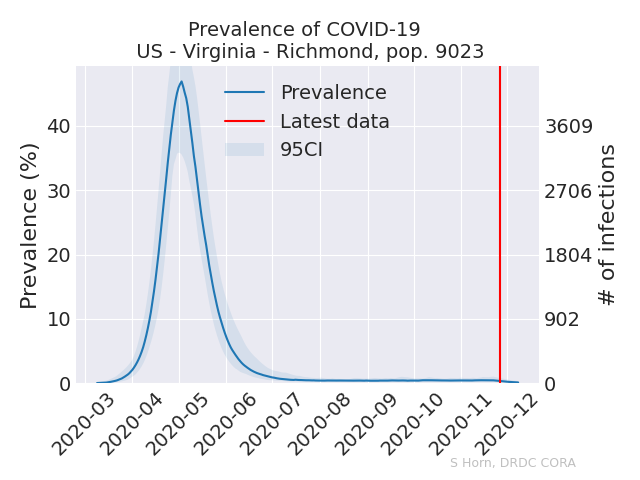 Prevalence of COVID-19
US - Virginia - Richmond, pop. 9023
Prevalence
Latest data
95CI
Prevalence (%)
40
30
20
10
0
# of infections
3609
2706
1804
902
0
2020-03
2020-04
2020-05
2020-06
2020-07
2020-08
2020-09
2020-10
2020-11
2020-12
S Horn, DRDC CORA